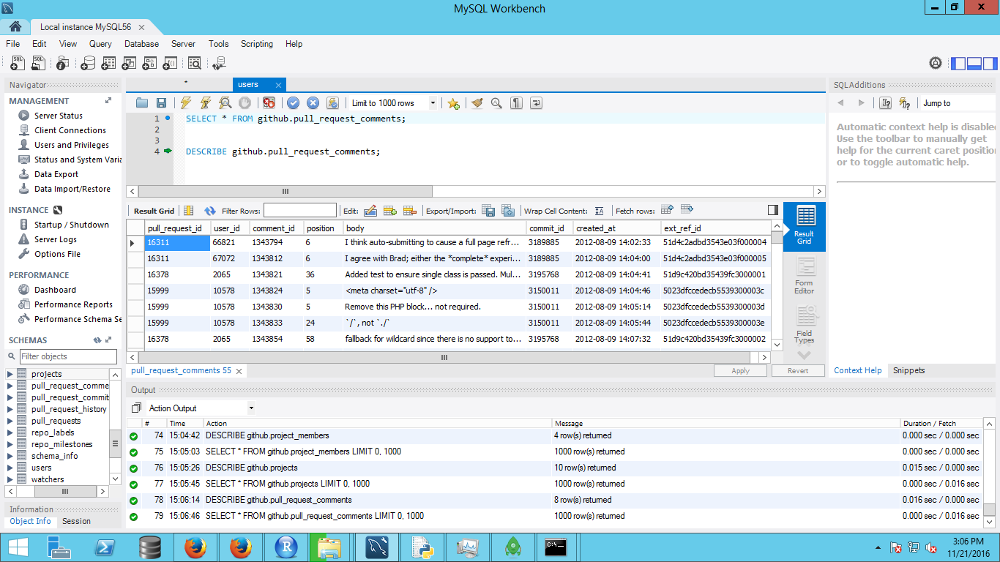 MySQL Workbench
Local instance MySQL56
File Edit View Query Database Server Tools Scripting Help
Navigator
MANAGEMENT
Server Status
Client Connections
Users and Privileges
Status and System Varia
Data Export
Data Import/Restore
INSTANCE
Startup / Shutdown
Server Logs
Options File
PERFORMANCE
Dashboard
Performance Reports
Performance Schema Se
SCHEMAS
Filter objects
projects
pull_request_comme
pull_request_commit
pull_request_history
pull_requests
repo_labels
repo_milestones
schema_info
users
watchers
Information
Object Info Session
users
Limit to 1000 rows
1 SELECT * FROM github.pull_request_comments;
2
3
4 DESCRIBE github.pull_request_comments;
Result Grid Filter Rows: Edit: Export/Import: Wrap Cell Content: Fetch rows:
pull_request_id user_id comment_id position body commit_id created_at ext_ref_id
16311 66821 1343794 6 I think auto-submitting to cause a full page refr... 3189885 2012-08-09 14:02:33 51d4c2adbd3543e03f000004
16311 67072 1343812 6 I agree with Brad; either the *complete* experi... 3189885 2012-08-09 14:04:00 51d4c2adbd3543e03f000005
16378 2065 1343821 36 Added test to ensure single class is passed. Mul... 3195768 2012-08-09 14:04:41 51d9c420bd35439fc3000001
15999 10578 1343824 5 <meta charset="utf-8" /> 3150011 2012-08-09 14:04:46 5023dfccedecb5539300003c
15999 10578 1343830 5 Remove this PHP block... not required. 3150011 2012-08-09 14:05:14 5023dfccedecb5539300003d
15999 10578 1343833 24 `/`, not `./` 3150011 2012-08-09 14:05:44 5023dfccedecb5539300003e
16378 2065 1343854 58 fallback for wildcard since there is no support to... 3195768 2012-08-09 14:07:32 51d9c420bd35439fc3000002
Result
Grid
Form
Editor
Field
Types
pull_request_comments 55
Apply Revert
SQLAdditions
Jump to
Automatic context help is disabled
Use the toolbar to manually get
help for the current caret position
or to toggle automatic help.
Context Help Snippets
Output
Action Output
# Time Action Message Duration / Fetch
74 15:04:42 DESCRIBE github.project_members 4 row(s) returned 0.000 sec / 0.000 sec
75 15:05:03 SELECT * FROM github.project_members LIMIT 0, 1000 1000 row(s) returned 0.000 sec / 0.000 sec
76 15:05:26 DESCRIBE github.projects 10 row(s) returned 0.015 sec / 0.000 sec
77 15:05:45 SELECT * FROM github.projects LIMIT 0, 1000 1000 row(s) returned 0.000 sec / 0.016 sec
78 15:06:14 DESCRIBE github.pull_request_comments 8 row(s) returned 0.016 sec / 0.000 sec
79 15:06:46 SELECT * FROM github.pull_request_comments LIMIT 0, 1000 1000 row(s) returned 0.000 sec / 0.016 sec
3:06 PM
11/21/2016